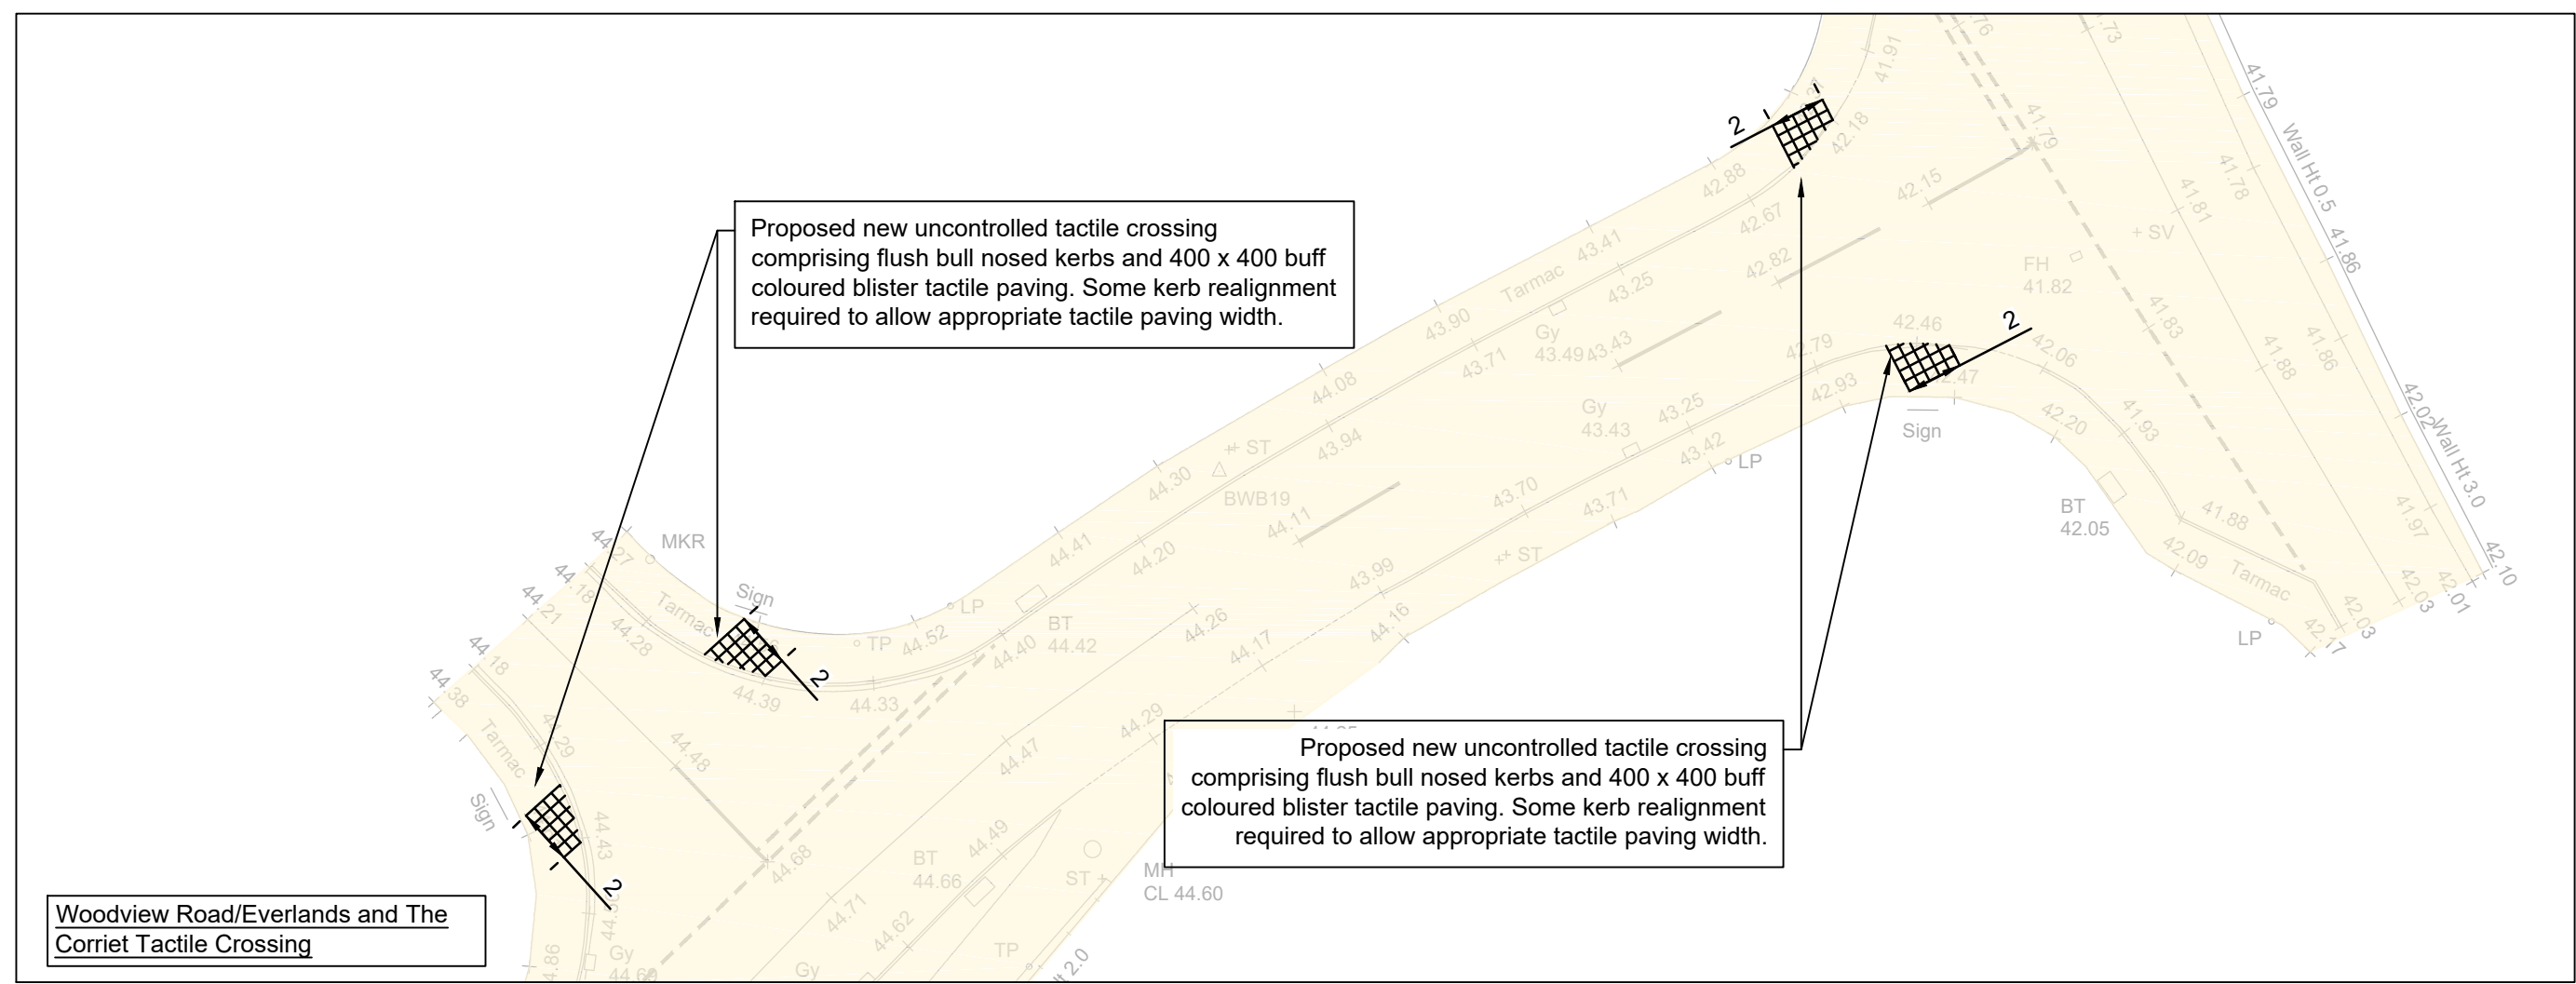 Proposed new uncontrolled tactile crossing
comprising flush bull nosed kerbs and 400 x 400 buff
coloured blister tactile paving. Some kerb realignment
required to allow appropriate tactile paving width.
Proposed new uncontrolled tactile crossing
comprising flush bull nosed kerbs and 400 x 400 buff
coloured blister tactile paving. Some kerb realignment
required to allow appropriate tactile paving width.
Woodview Road/Everlands and The
Corriet Tactile Crossing
2
2
2
2
41.91
42.18
41.79
42.15
41.79
Wall Ht 0.5
41.78
41.81
+ SV
41.86
42.88
42.67
43.41
Tarmac
43.25
42.82
FH
41.82
43.90
43.71
Gy
43.49
43.43
42.79
42.46
42.06
41.83
41.88
41.86
44.08
43.94
Gy
43.43
43.25
43.42
42.93
Sign
42.20
41.93
42.02
Wall Ht 3.0
ST
44.30
BWB19
44.11
43.70
43.71
LP
BT
42.05
41.88
41.97
42.09
Tarmac
42.10
42.01
42.03
42.03
42.17
LP
44.27
MKR
44.18
44.21
Tarmac
Sign
44.28
44.18
44.38
Tarmac
TP
44.52
LP
44.41
44.20
ST
43.99
44.16
44.26
44.17
BT
44.42
44.40
44.39
44.33
44.29
44.47
44.48
44.29
Sign
44.43
44.68
44.49
BT
44.66
ST +
MH
CL 44.60
44.71
44.62
TP
Gy
Gy
44.69